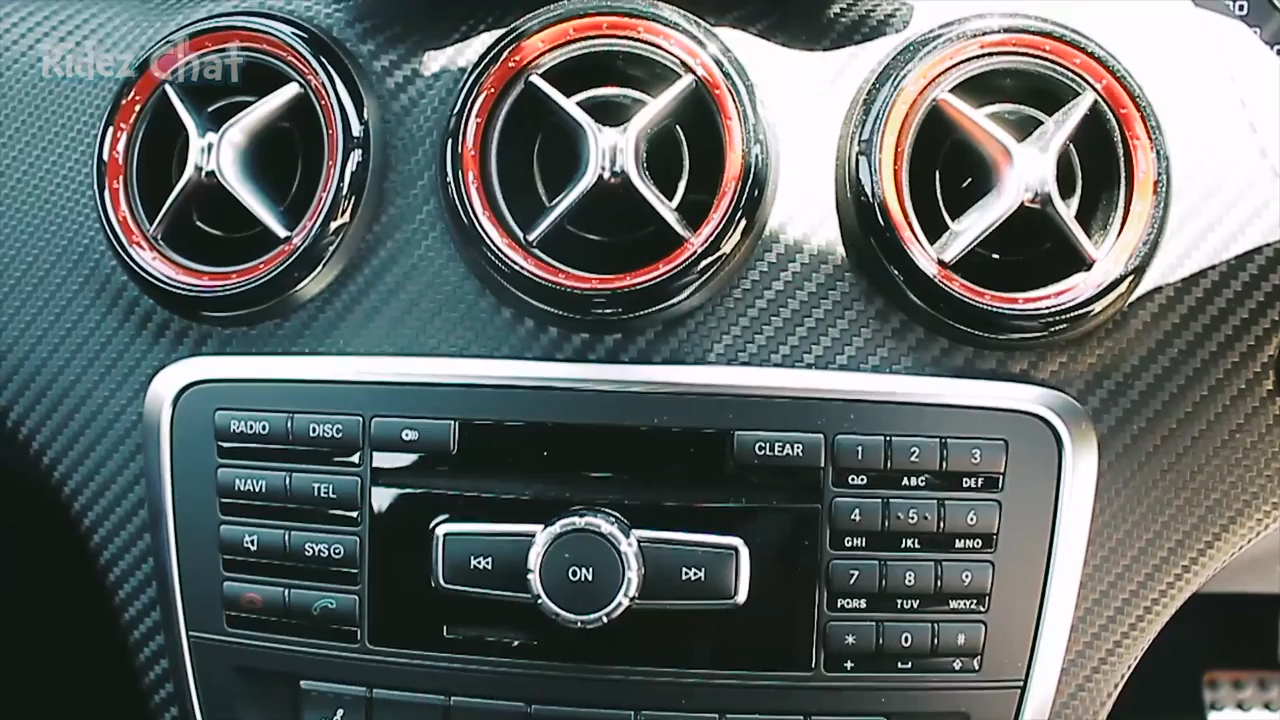 Ridez Chat
RADIO DISC
CLEAR
1 2 3
ABC DEF
NAVI TEL
4 5 6
GHI JKL MNO
SYS
ON
7 8 9
PQRS TUV WXYZ
* 0 #
+